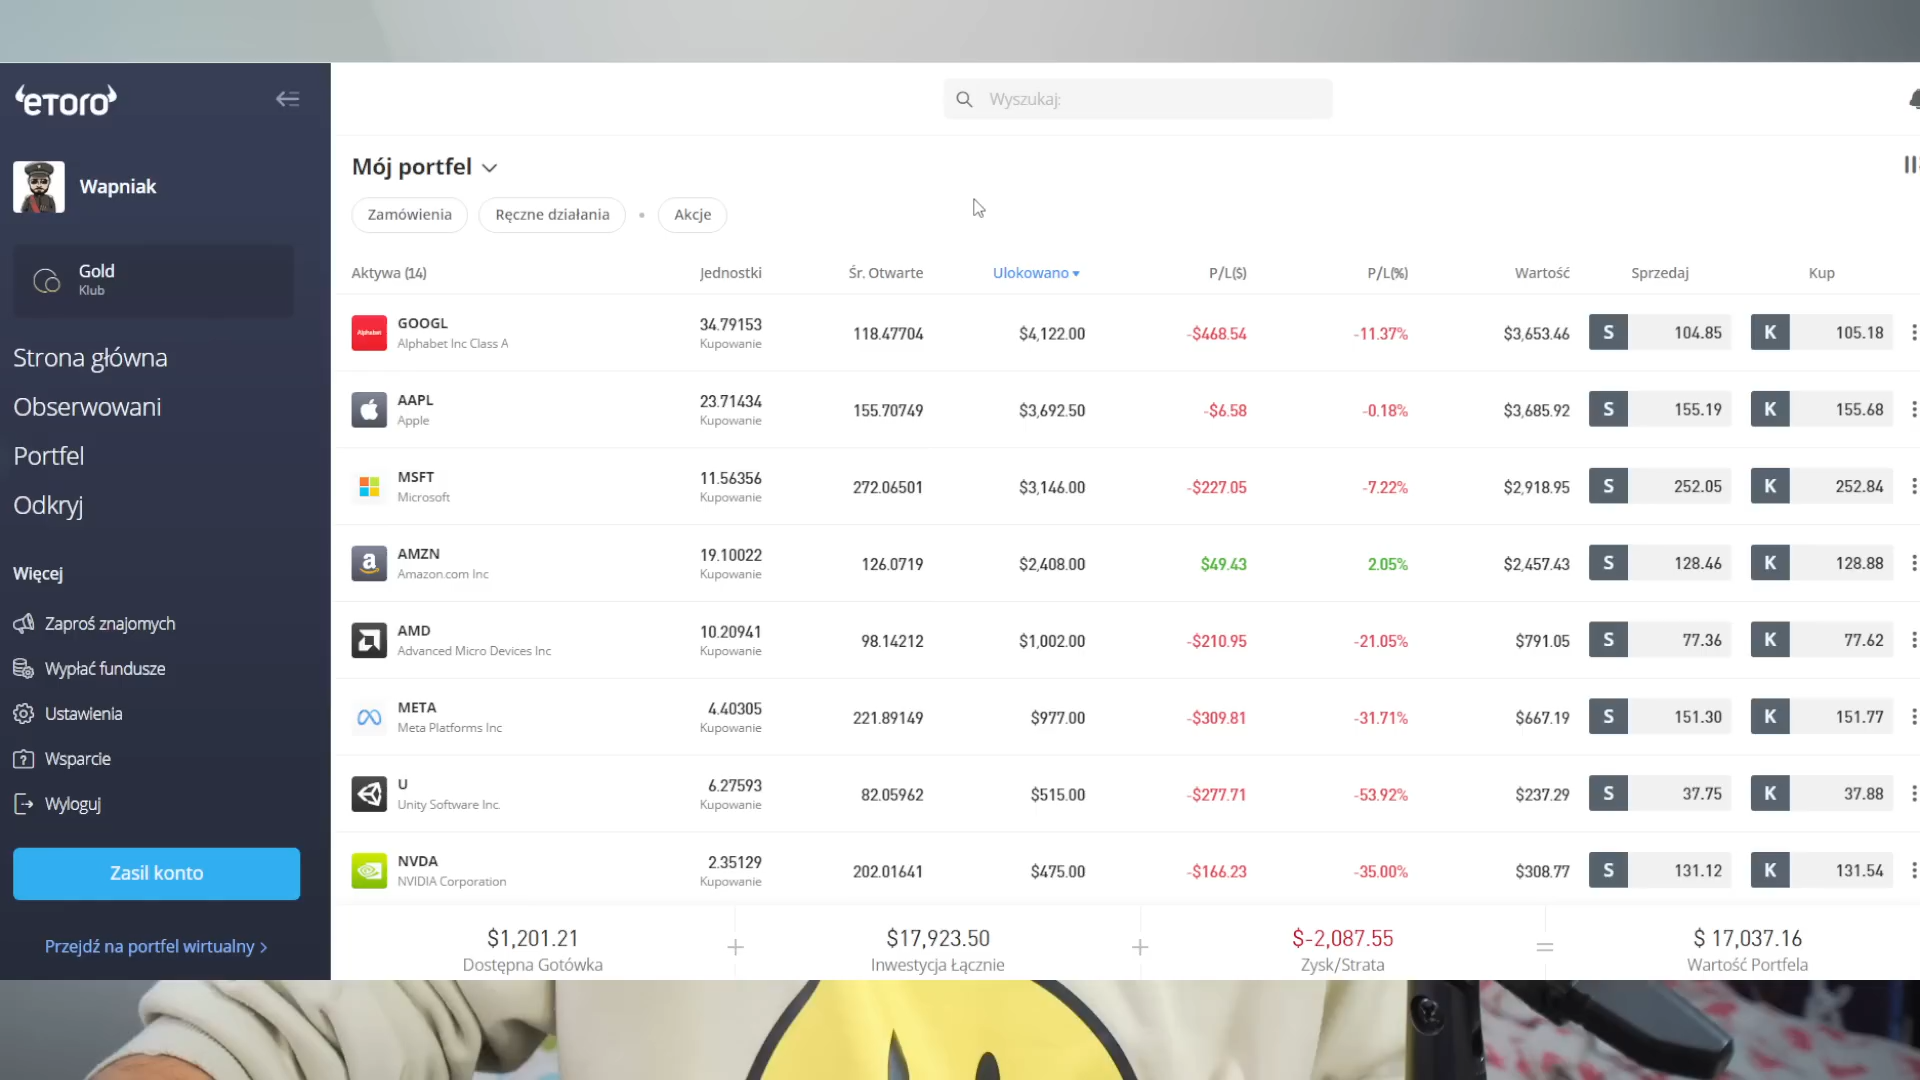 eToro
Wyszukaj:
Wapniak
Gold
Klub
Strona główna
Obserwowani
Portfel
Odkryj
Więcej
Zaproś znajomych
Wypłać fundusze
Ustawienia
Wsparcie
Wyloguj
Zasil konto
Przejdź na portfel wirtualny >
Mój portfel
Zamówienia Ręczne działania • Akcje
Aktywa (14) Jednostki Śr. Otwarte Ulokowano P/L($) P/L(%) Wartość Sprzedaj Kup
Alphabet GOOGL 34.79153 118.47704 $4,122.00 -$468.54 -11.37% $3,653.46 S 104.85 K 105.18
Alphabet Inc Class A Kupowanie
AAPL 23.71434 155.70749 $3,692.50 -$6.58 -0.18% $3,685.92 S 155.19 K 155.68
Apple Kupowanie
MSFT 11.56356 272.06501 $3,146.00 -$227.05 -7.22% $2,918.95 S 252.05 K 252.84
Microsoft Kupowanie
AMZN 19.10022 126.0719 $2,408.00 $49.43 2.05% $2,457.43 S 128.46 K 128.88
Amazon.com Inc Kupowanie
AMD 10.20941 98.14212 $1,002.00 -$210.95 -21.05% $791.05 S 77.36 K 77.62
Advanced Micro Devices Inc Kupowanie
META 4.40305 221.89149 $977.00 -$309.81 -31.71% $667.19 S 151.30 K 151.77
Meta Platforms Inc Kupowanie
U 6.27593 82.05962 $515.00 -$277.71 -53.92% $237.29 S 37.75 K 37.88
Unity Software Inc. Kupowanie
NVDA 2.35129 202.01641 $475.00 -$166.23 -35.00% $308.77 S 131.12 K 131.54
NVIDIA Corporation Kupowanie
$1,201.21 + $17,923.50 + $-2,087.55 = $ 17,037.16
Dostępna Gotówka Inwestycja Łącznie Zysk/Strata Wartość Portfela